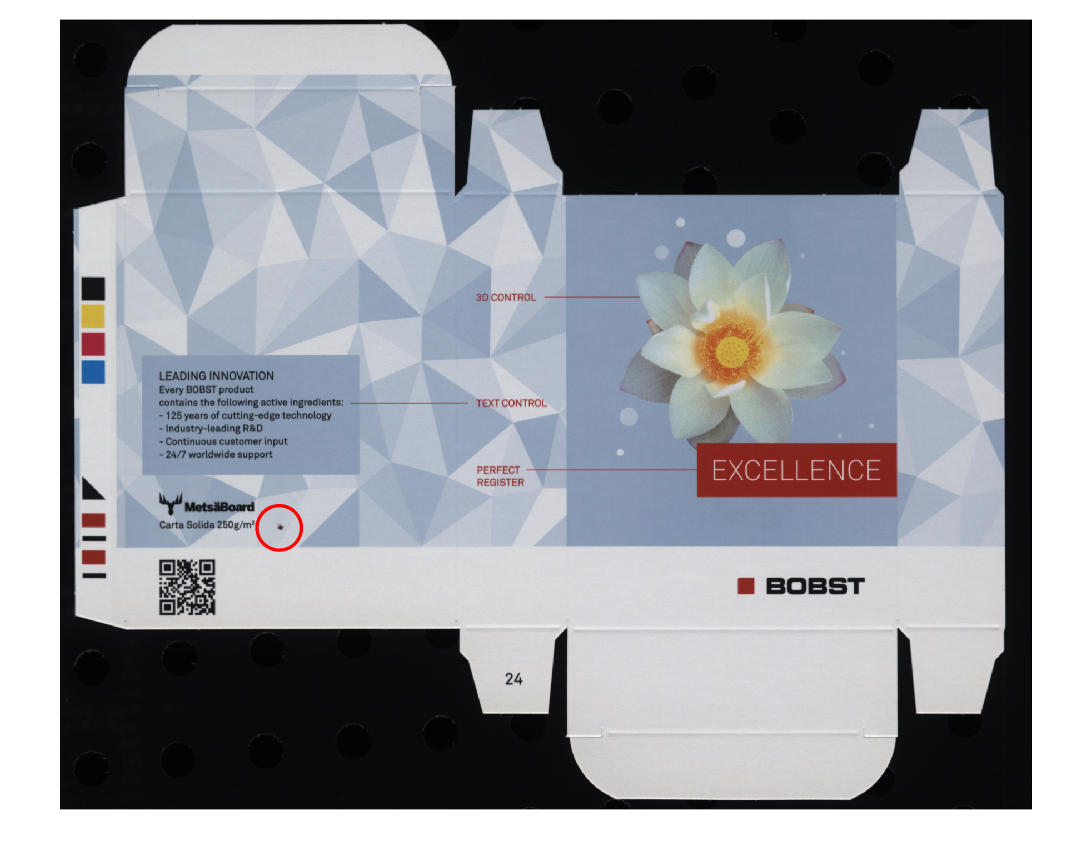 3D CONTROL
LEADING INNOVATION
Every BOBST product
contains the following active ingredients:
- 125 years of cutting-edge technology
- Industry-leading R&D
- Continuous customer input
- 24/7 worldwide support
TEXT CONTROL
PERFECT
REGISTER
EXCELLENCE
MetsäBoard
Carta Solida 250g/m²
BOBST
24